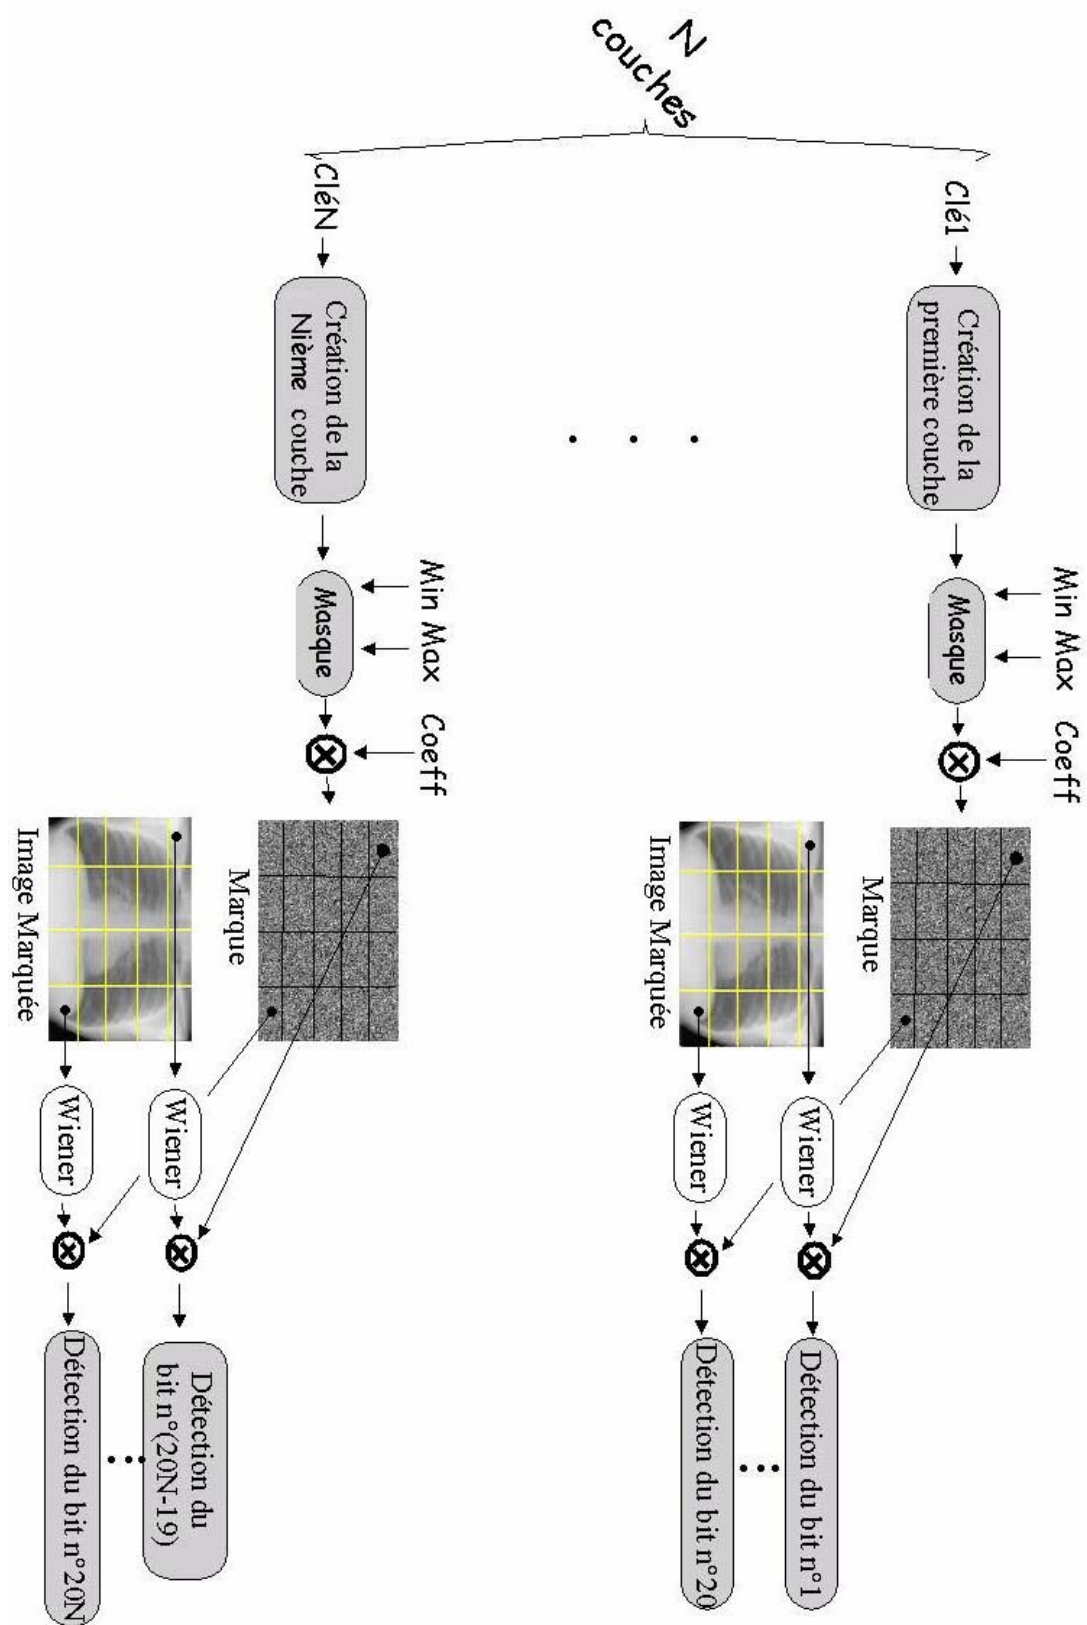 N
couches
Clé1
Création de la
première couche
Min Max
Coeff
Masque
Marque
Image Marquée
Wiener
Wiener
Détection du bit n°1
Détection du bit n°20
CléN
Création de la
Nième couche
Min Max
Coeff
Masque
Marque
Image Marquée
Wiener
Wiener
Détection du
bit n°(20N-19)
Détection du bit n°20N